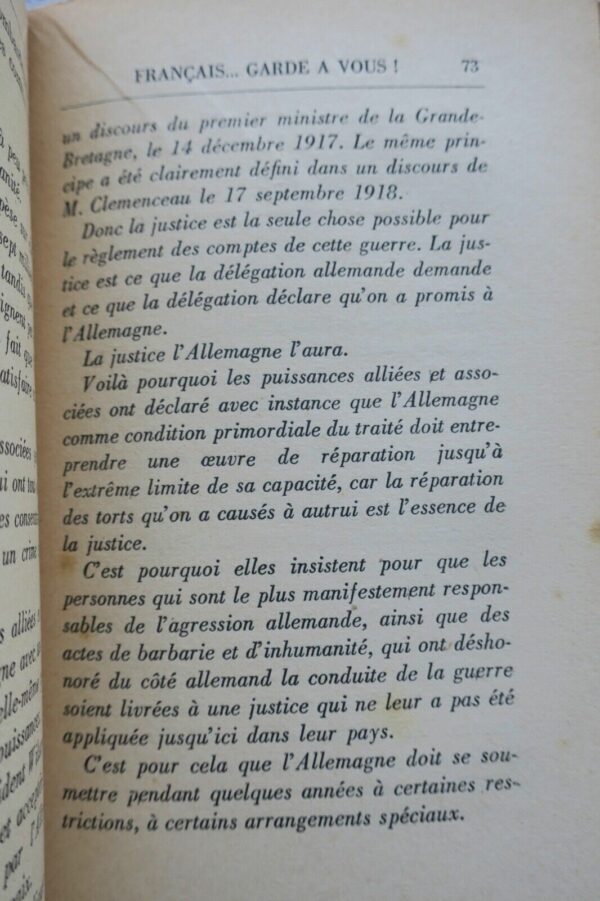 FRANÇAIS... GARDE A VOUS ! 73
un discours du premier ministre de la Grande-
Bretagne, le 14 décembre 1917. Le même prin-
cipe a été clairement défini dans un discours de
M. Clemenceau le 17 septembre 1918.
Donc la justice est la seule chose possible pour
le règlement des comptes de cette guerre. La jus-
tice est ce que la délégation allemande demande
et ce que la délégation déclare qu'on a promis à
l'Allemagne.
La justice l'Allemagne l'aura.
Voilà pourquoi les puissances alliées et asso-
ciées ont déclaré avec instance que l'Allemagne
comme condition primordiale du traité doit entre-
prendre une œuvre de réparation jusqu'à
l'extrême limite de sa capacité, car la réparation
des torts qu'on a causés à autrui est l'essence de
la justice.
C'est pourquoi elles insistent pour que les
personnes qui sont le plus manifestement respon-
sables de l'agression allemande, ainsi que des
actes de barbarie et d'inhumanité, qui ont désho-
noré du côté allemand la conduite de la guerre
soient livrées à une justice qui ne leur a pas été
appliquée jusqu'ici dans leur pays.
C'est pour cela que l'Allemagne doit se sou-
mettre pendant quelques années à certaines res-
trictions, à certains arrangements spéciaux.